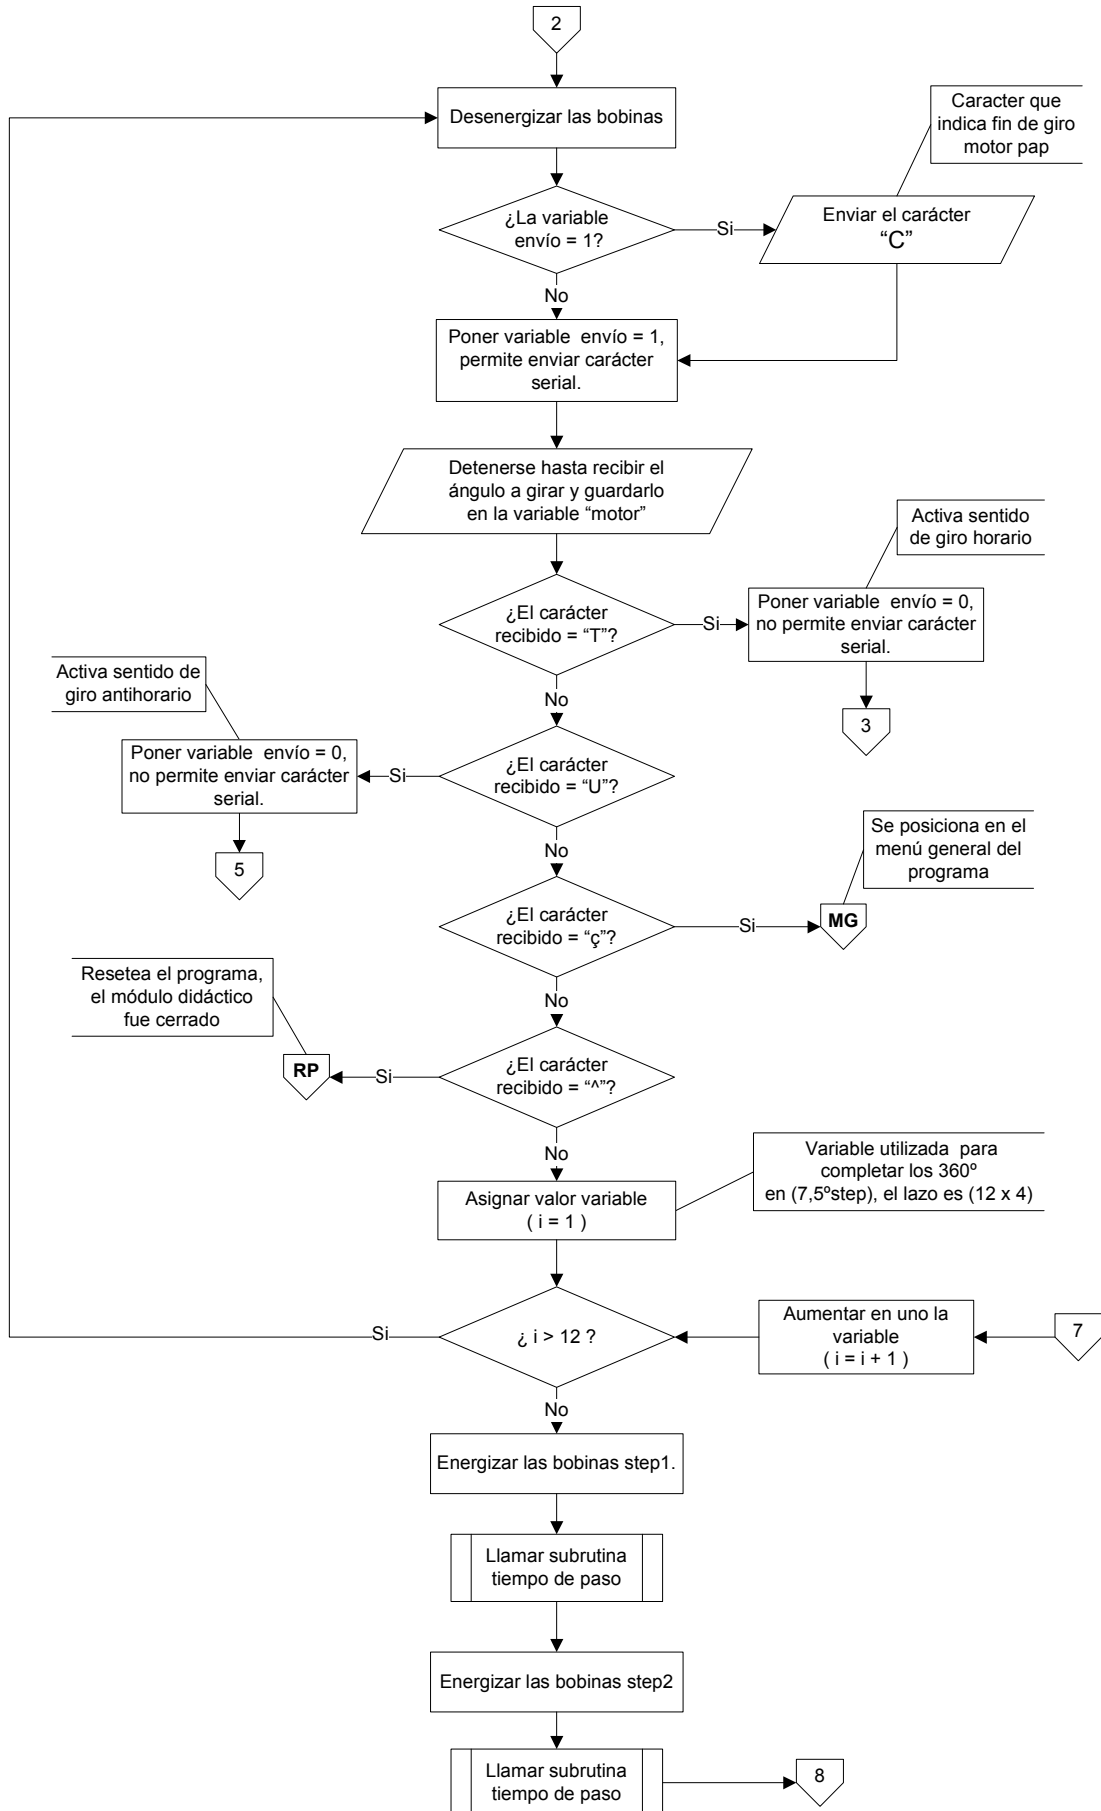 2
Desenergizar las bobinas
Caracter que
indica fin de giro
motor pap
¿La variable
envío = 1?
Si
Enviar el carácter
“C”
No
Poner variable envío = 1,
permite enviar carácter
serial.
Detenerse hasta recibir el
ángulo a girar y guardarlo
en la variable “motor”
Activa sentido
de giro horario
¿El carácter
recibido = “T”?
Si
Poner variable envío = 0,
no permite enviar carácter
serial.
No
3
Activa sentido de
giro antihorario
¿El carácter
recibido = “U”?
Si
Poner variable envío = 0,
no permite enviar carácter
serial.
5
No
Se posiciona en el
menú general del
programa
¿El carácter
recibido = “ç”?
Si
MG
No
Resetea el programa,
el módulo didáctico
fue cerrado
¿El carácter
recibido = “^”?
Si
RP
No
Variable utilizada para
completar los 360º
en (7,5ºstep), el lazo es (12 x 4)
Asignar valor variable
( i = 1 )
¿ i > 12 ?
Si
Aumentar en uno la
variable
( i = i + 1 )
7
No
Energizar las bobinas step1.
Llamar subrutina
tiempo de paso
Energizar las bobinas step2
Llamar subrutina
tiempo de paso
8